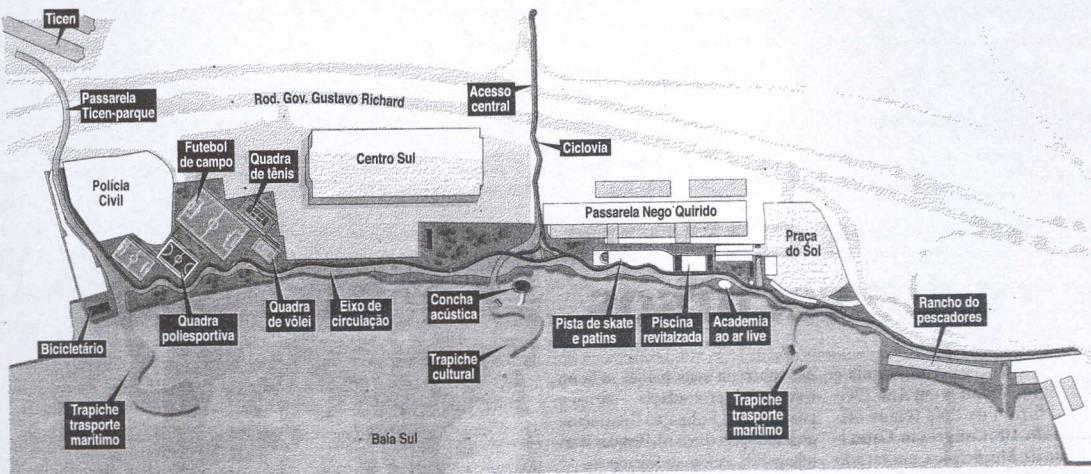 Ticen
Passarela
Ticen-parque
Rod. Gov. Gustavo Richard
Acesso
central
Futebol
de campo
Quadra
de tênis
Centro Sul
Ciclovia
Polícia
Civil
Passarela Nego Quirido
Praça
do Sol
Bicicletário
Quadra
poliesportiva
Quadra
de vôlei
Eixo de
circulação
Concha
acústica
Pista de skate
e patins
Piscina
revitalzada
Academia
ao ar live
Rancho do
pescadores
Trapiche
cultural
Trapiche
trasporte
marítimo
Trapiche
trasporte
marítimo
Baía Sul